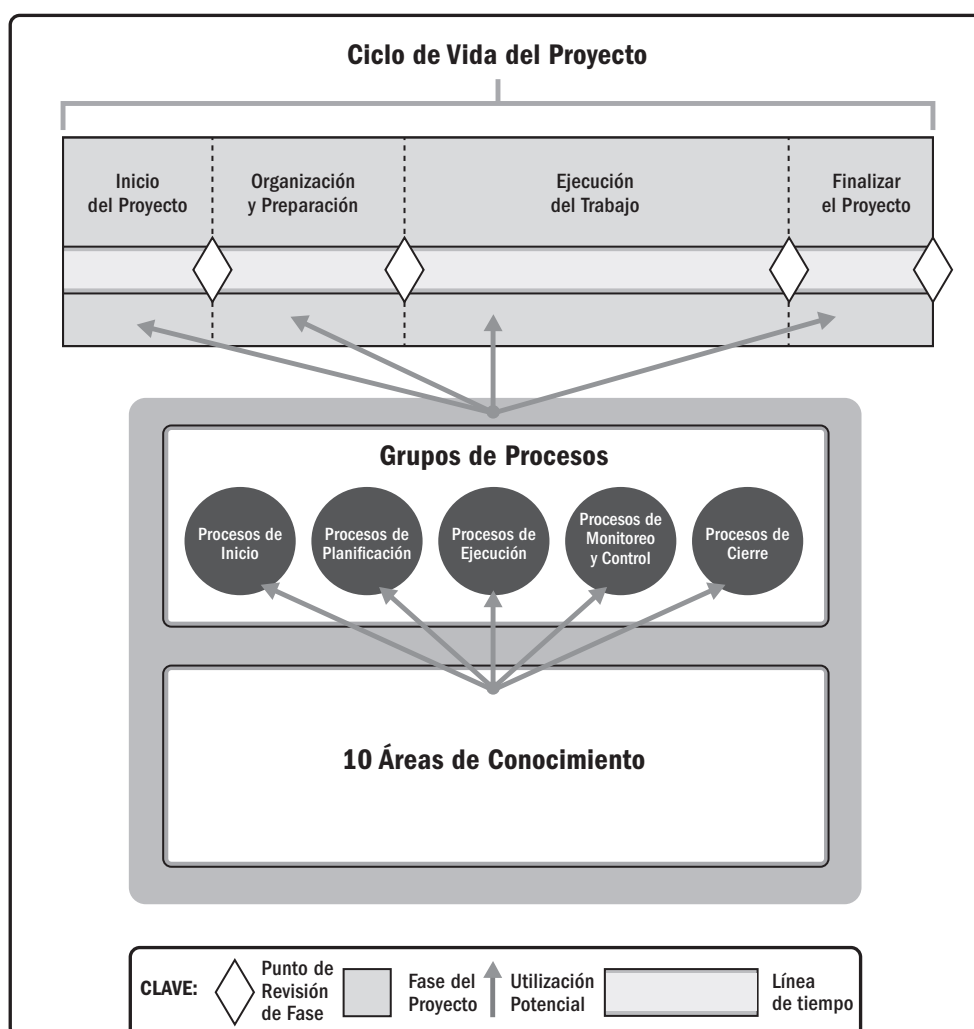 Ciclo de Vida del Proyecto
Inicio
del Proyecto
Organización
y Preparación
Ejecución
del Trabajo
Finalizar
el Proyecto
Grupos de Procesos
Procesos de
Inicio
Procesos de
Planificación
Procesos de
Ejecución
Procesos de
Monitoreo
y Control
Procesos de
Cierre
10 Áreas de Conocimiento
CLAVE:
Punto de
Revisión
de Fase
Fase del
Proyecto
Utilización
Potencial
Línea
de tiempo